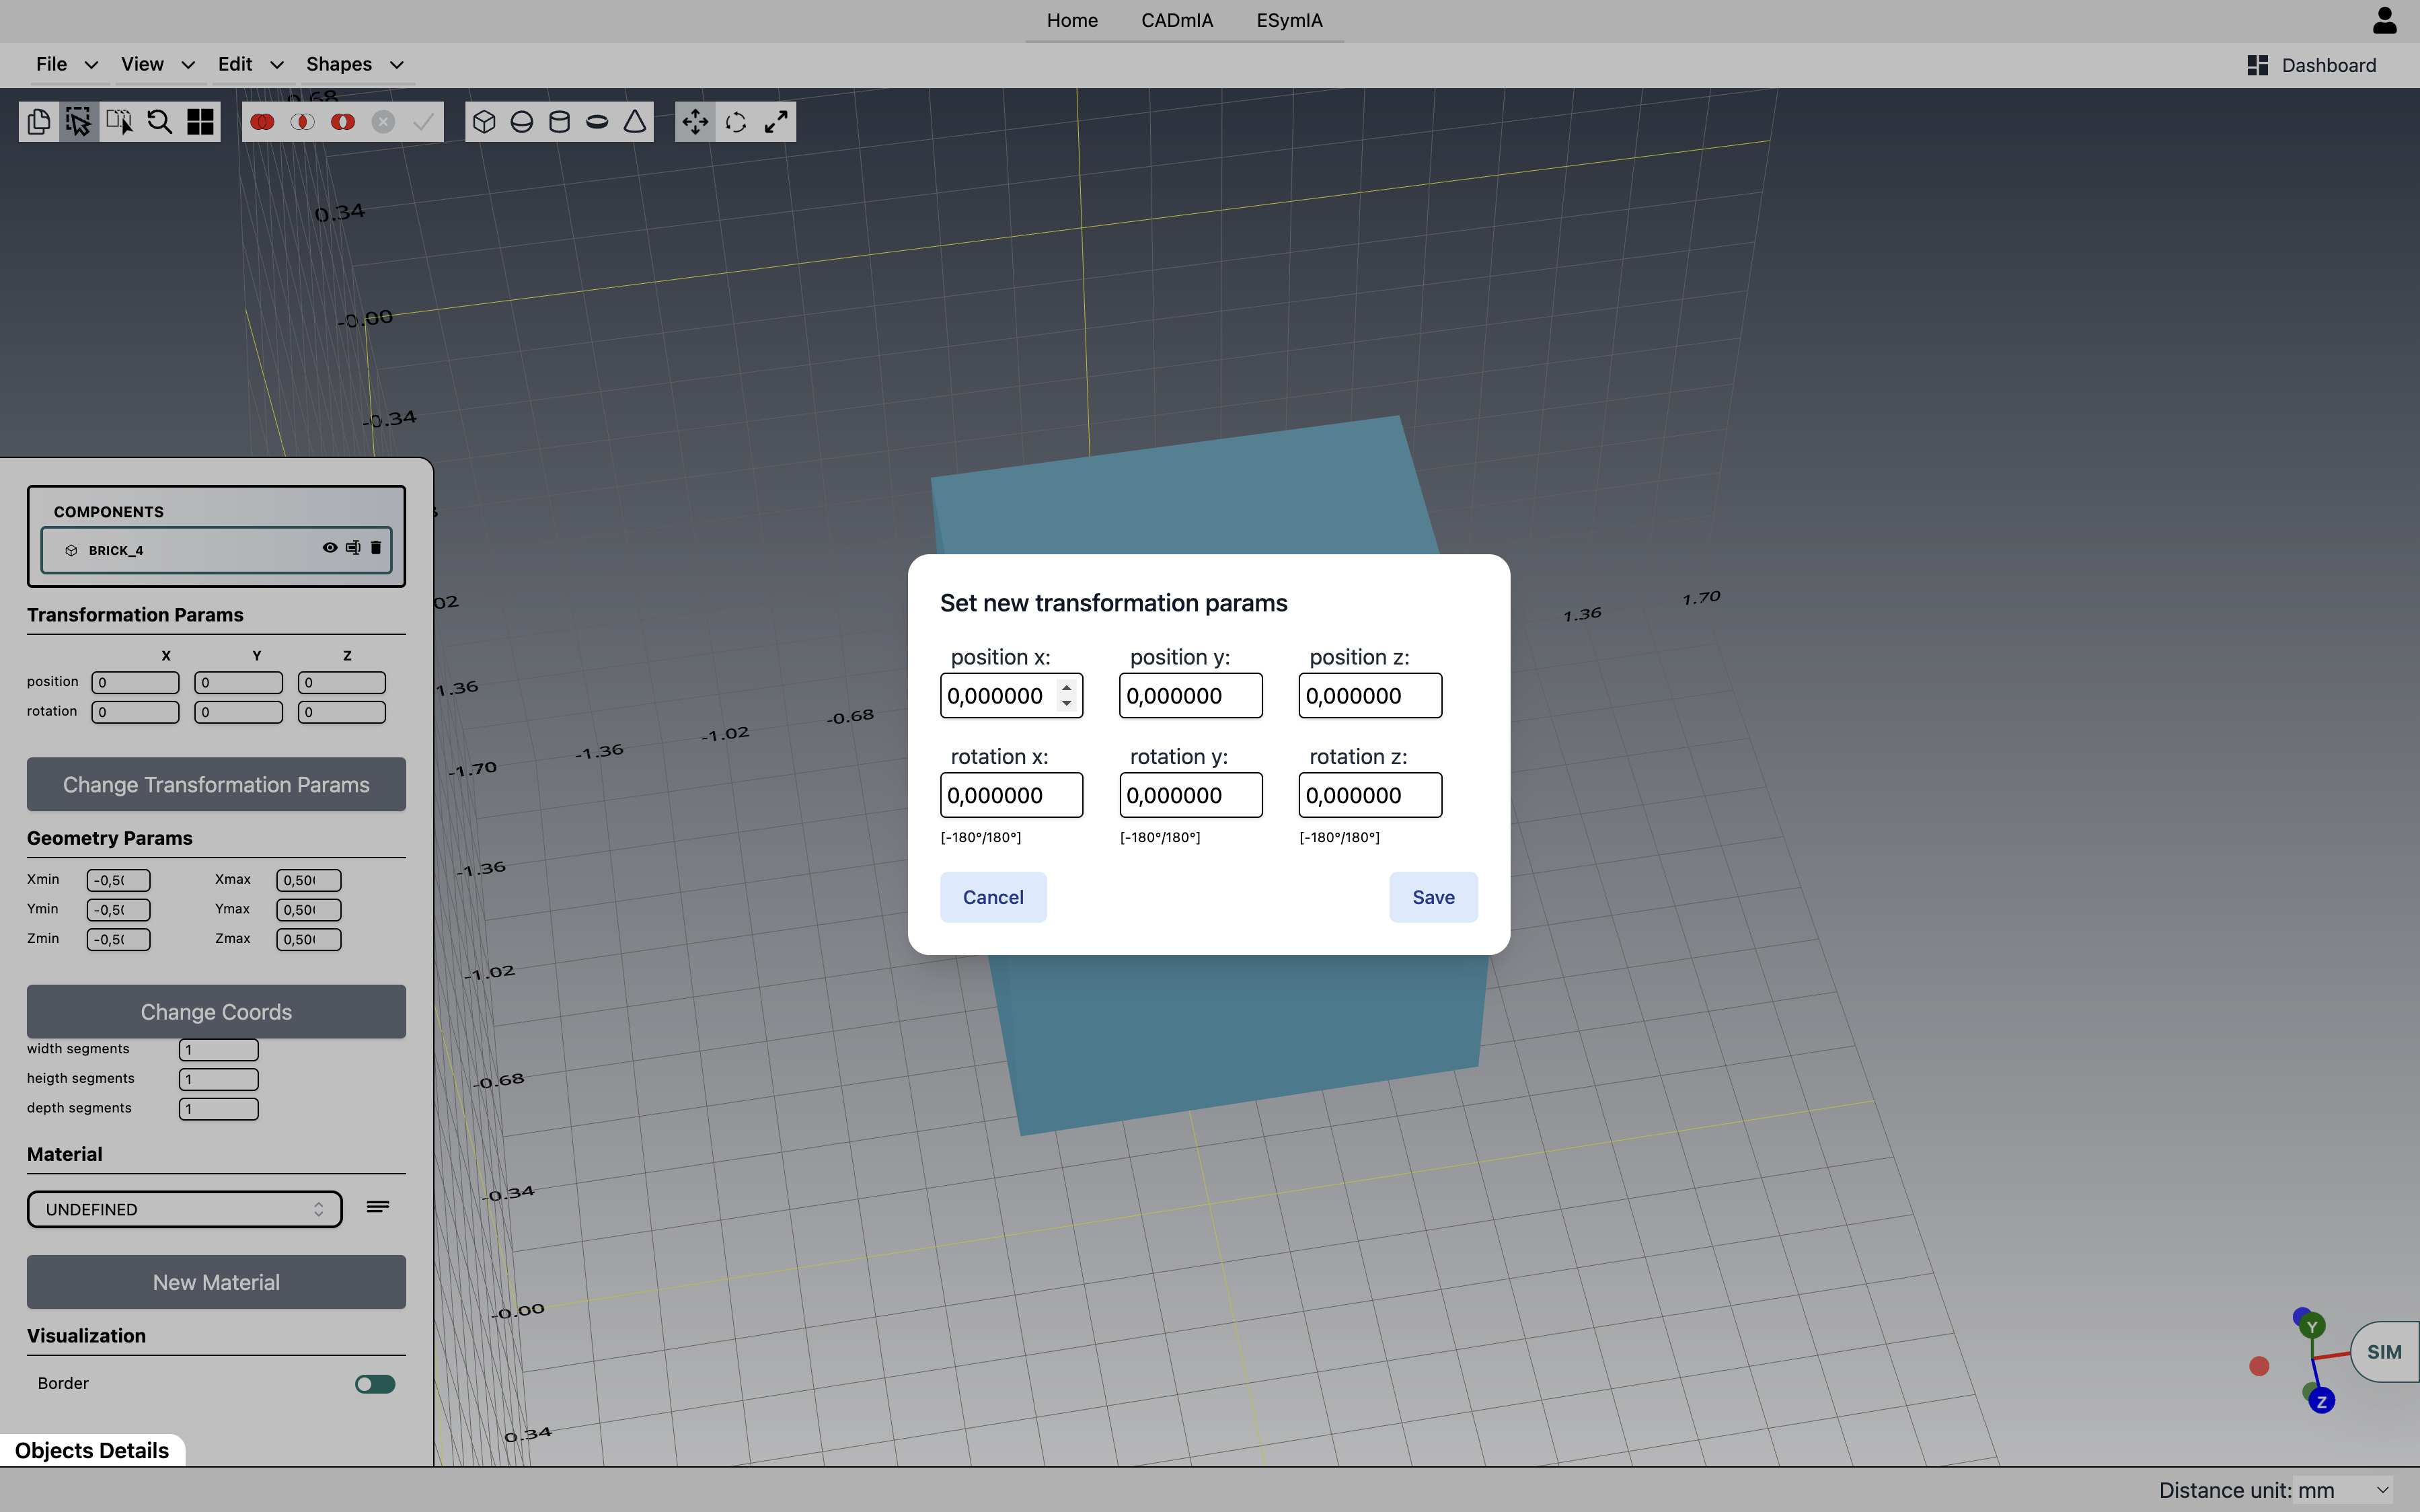 Home CADmIA ESymIA
File View Edit Shapes Dashboard
0.68
0.34
-0.00
-0.34
COMPONENTS
BRICK_4
Transformation Params
X Y Z
position 0 0 0
rotation 0 0 0
Change Transformation Params
Geometry Params
Xmin -0,5 Xmax 0,50
Ymin -0,5 Ymax 0,50
Zmin -0,5 Zmax 0,50
Change Coords
width segments 1
heigth segments 1
depth segments 1
Material
UNDEFINED
New Material
Visualization
Border
Objects Details
02
1.36
-1.70
-1.36
-1.02
-0.68
-0.34
-0.00
0.34
-1.36 -1.02 -0.68
1.36 1.70
Set new transformation params
position x: position y: position z:
0,000000 0,000000 0,000000
rotation x: rotation y: rotation z:
0,000000 0,000000 0,000000
[-180°/180°] [-180°/180°] [-180°/180°]
Cancel Save
Y
SIM
Z
Distance unit: mm